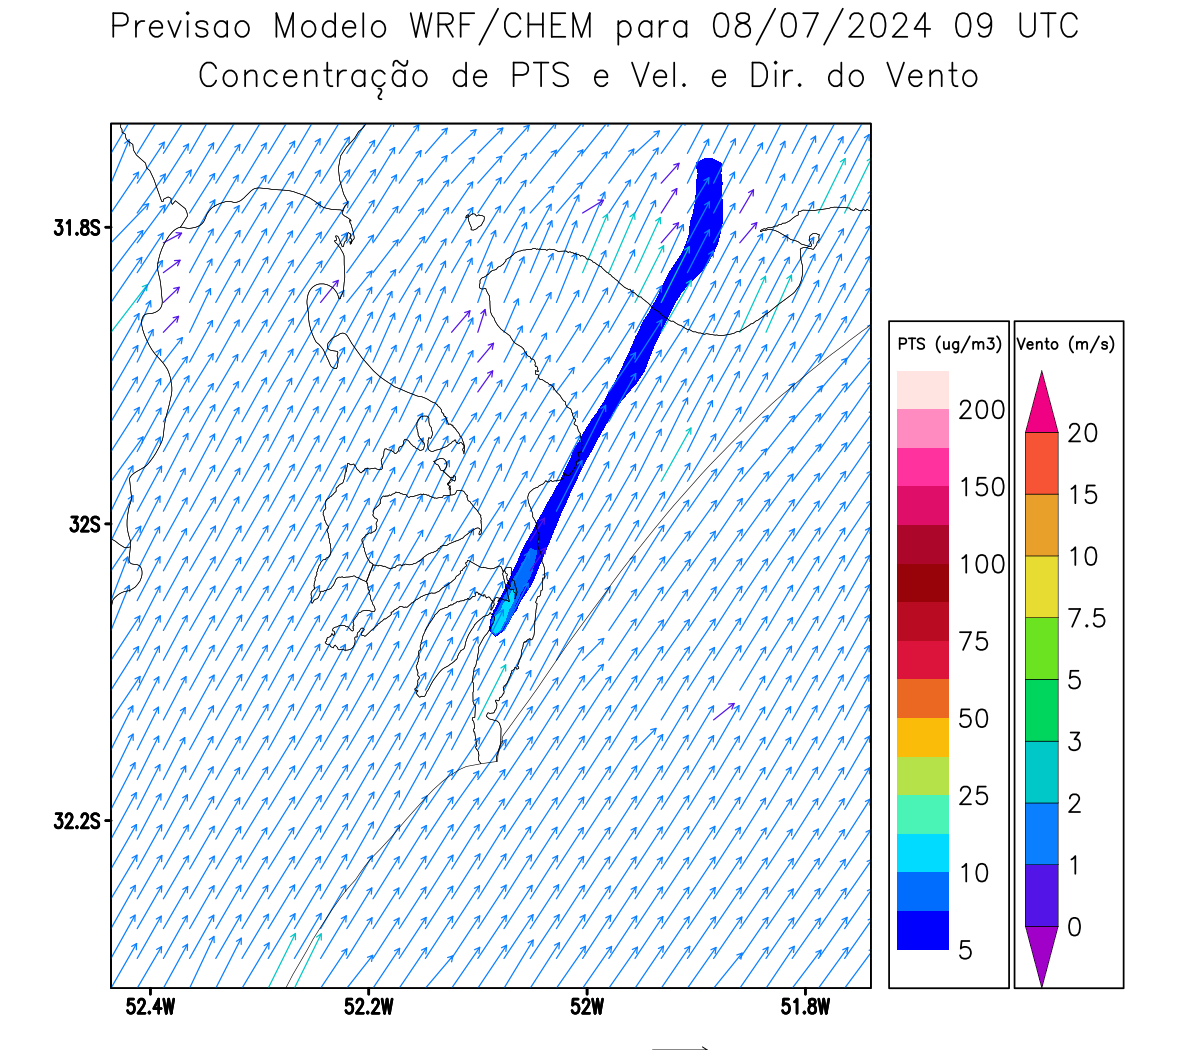 Previsao Modelo WRF/CHEM para 08/07/2024 09 UTC
Concentração de PTS e Vel. e Dir. do Vento
31.8S
32S
32.2S
52.4W 52.2W 52W 51.8W
PTS (ug/m3)
200
150
100
75
50
25
10
5
Vento (m/s)
20
15
10
7.5
5
3
2
1
0